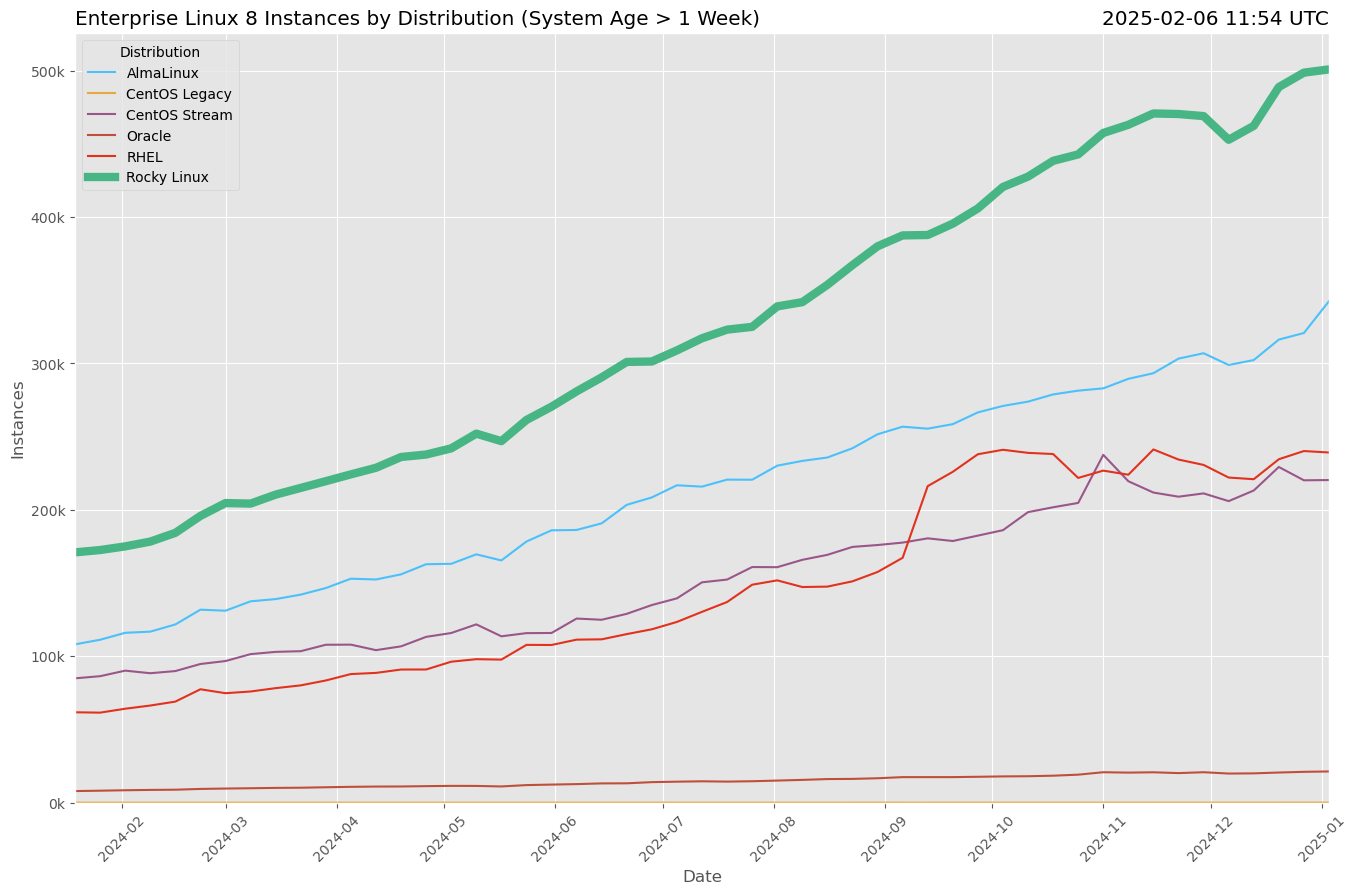 Enterprise Linux 8 Instances by Distribution (System Age > 1 Week)
2025-02-06 11:54 UTC
Distribution
AlmaLinux
CentOS Legacy
CentOS Stream
Oracle
RHEL
Rocky Linux
500k
400k
300k
200k
100k
0k
Instances
2024-02
2024-03
2024-04
2024-05
2024-06
2024-07
2024-08
2024-09
2024-10
2024-11
2024-12
2025-01
Date